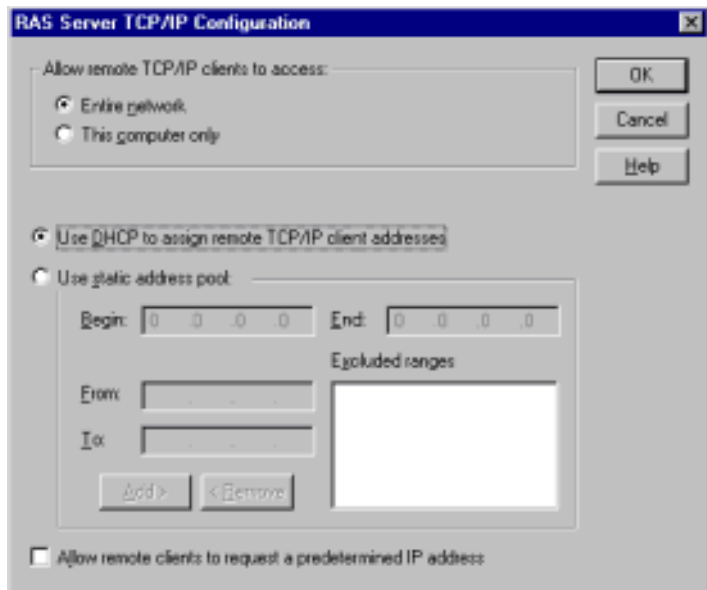 RAS Server TCP/IP Configuration
Allow remote TCP/IP clients to access:
Entire network
This computer only
OK
Cancel
Help
Use DHCP to assign remote TCP/IP client addresses
Use static address pool:
Begin: 0 .0 .0 .0 End: 0 .0 .0 .0
Excluded ranges
From: . . .
To: . . .
Add > < Remove
Allow remote clients to request a predetermined IP address